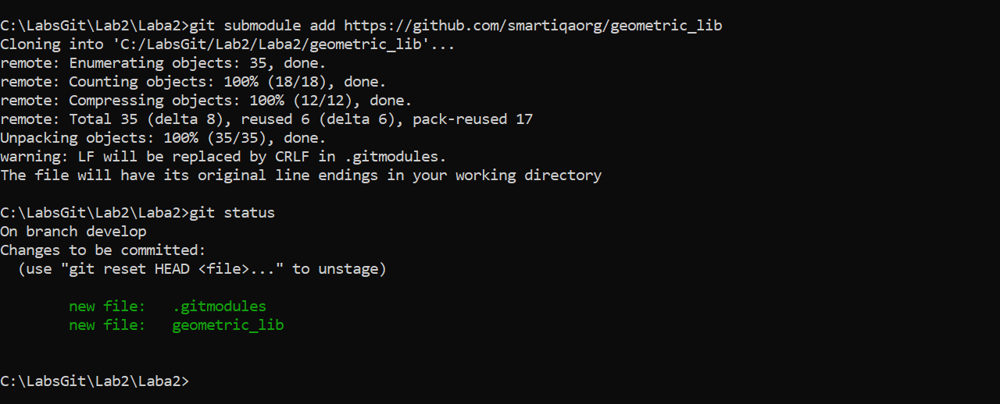 C:\LabsGit\Lab2\Laba2>git submodule add https://github.com/smartiqaorg/geometric_lib
Cloning into 'C:/LabsGit/Lab2/Laba2/geometric_lib'...
remote: Enumerating objects: 35, done.
remote: Counting objects: 100% (18/18), done.
remote: Compressing objects: 100% (12/12), done.
remote: Total 35 (delta 8), reused 6 (delta 6), pack-reused 17
Unpacking objects: 100% (35/35), done.
warning: LF will be replaced by CRLF in .gitmodules.
The file will have its original line endings in your working directory
C:\LabsGit\Lab2\Laba2>git status
On branch develop
Changes to be committed:
  (use "git reset HEAD <file>..." to unstage)
        new file:   .gitmodules
        new file:   geometric_lib
C:\LabsGit\Lab2\Laba2>